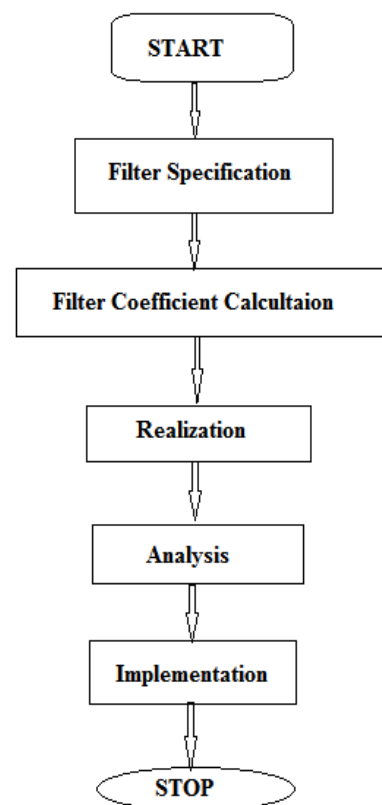 START
Filter Specification
Filter Coefficient Calcultaion
Realization
Analysis
Implementation
STOP